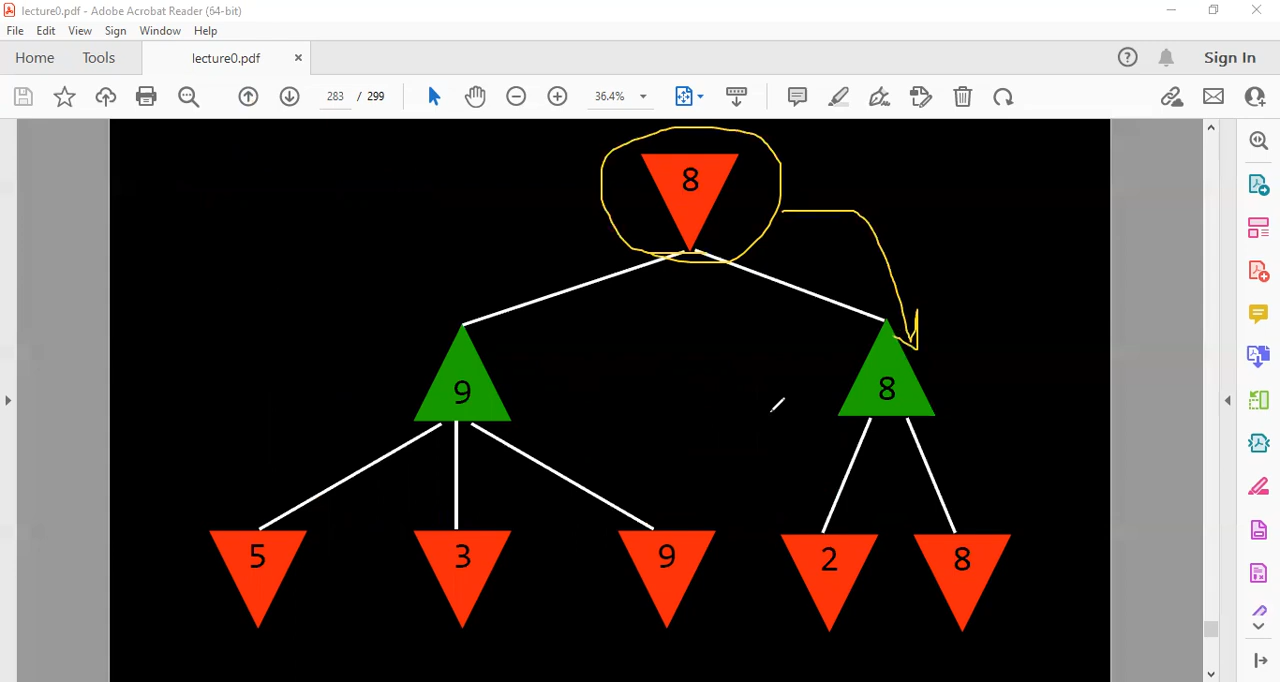 lecture0.pdf - Adobe Acrobat Reader (64-bit)
File Edit View Sign Window Help
Home Tools lecture0.pdf × ? Sign In
283 / 299 36.4%
8
9 8
5 3 9 2 8